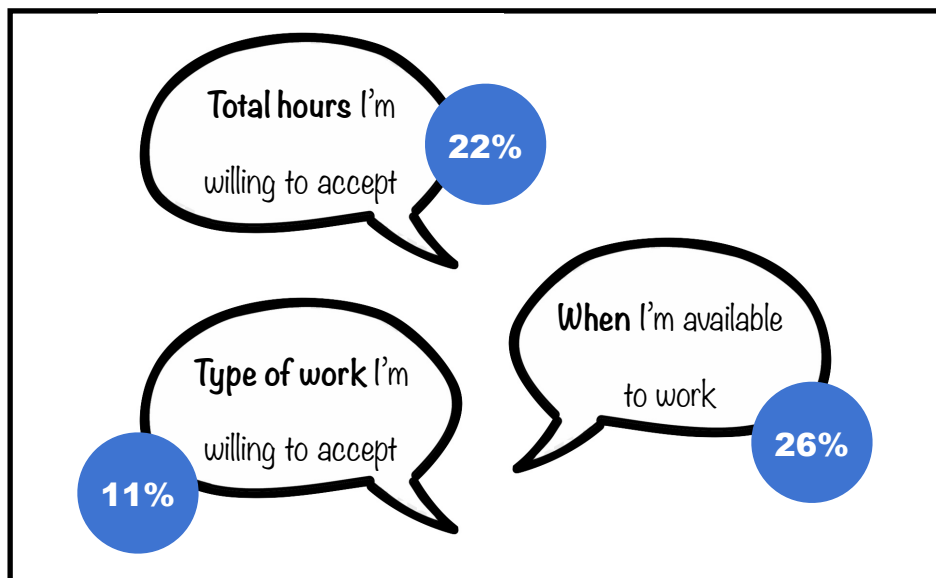 Total hours I'm
willing to accept
22%
When I'm available
to work
26%
Type of work I'm
willing to accept
11%